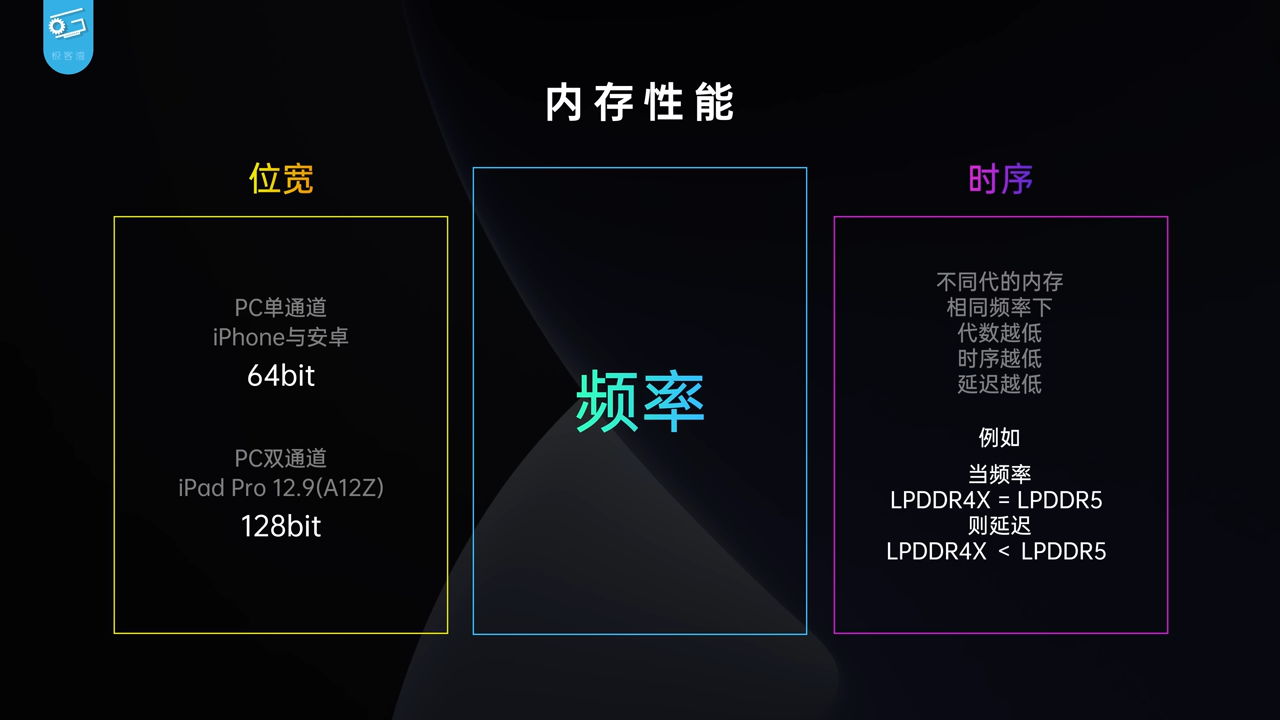 极客湾
内存性能
位宽
PC单通道
iPhone与安卓
64bit
PC双通道
iPad Pro 12.9(A12Z)
128bit
频率
时序
不同代的内存
相同频率下
代数越低
时序越低
延迟越低
例如
当频率
LPDDR4X = LPDDR5
则延迟
LPDDR4X < LPDDR5